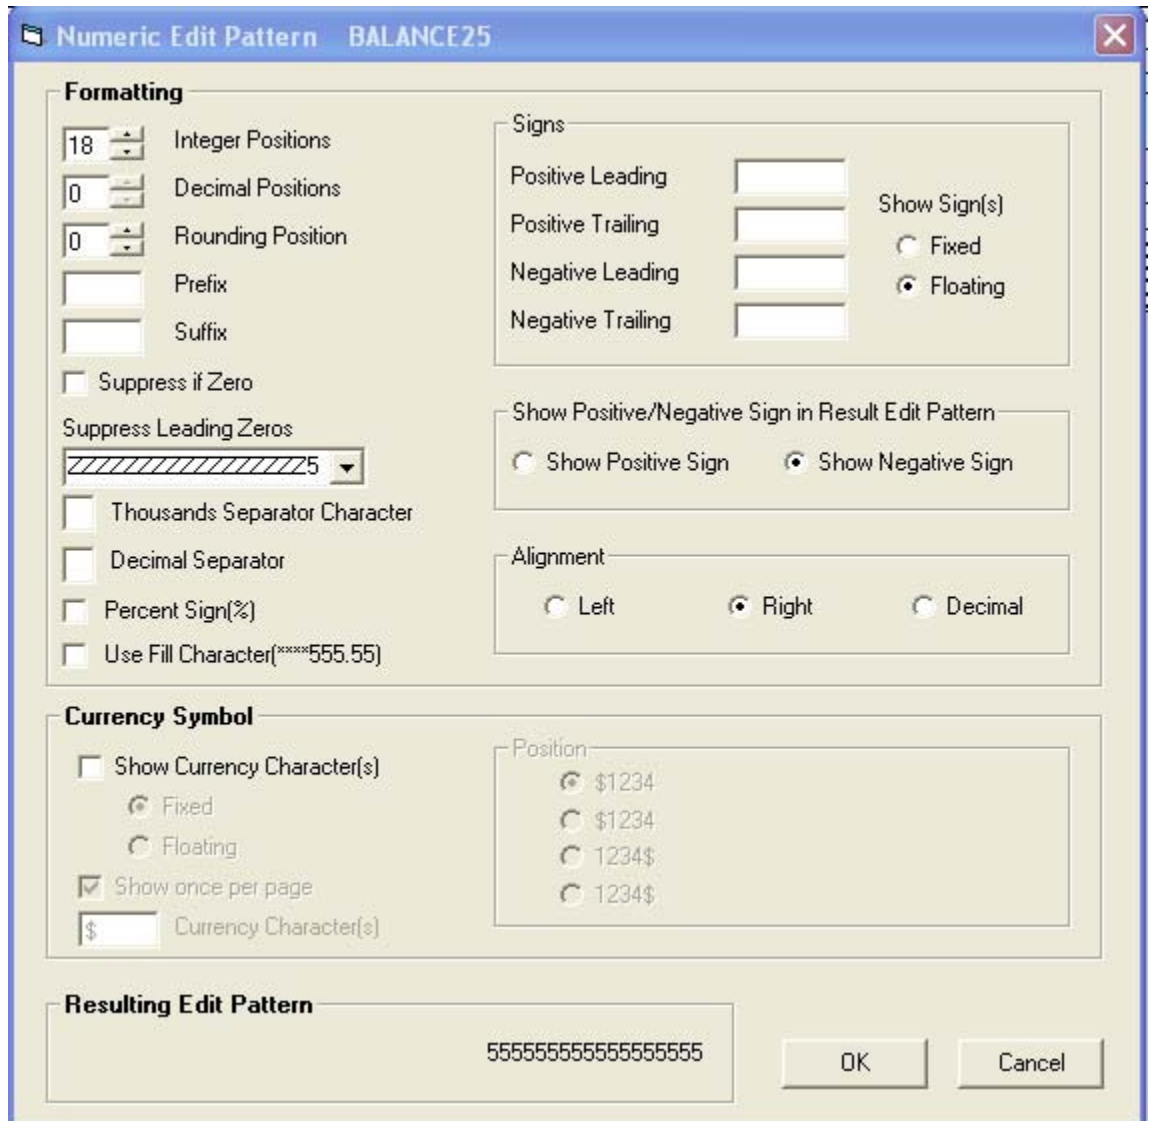 Numeric Edit Pattern BALANCE25
Formatting
18 Integer Positions
0 Decimal Positions
0 Rounding Position
Prefix
Suffix
Suppress if Zero
Suppress Leading Zeros
ZZZZZZZZZZZZZZZZZ5
Thousands Separator Character
Decimal Separator
Percent Sign(%)
Use Fill Character(****555.55)
Signs
Positive Leading
Positive Trailing
Negative Leading
Negative Trailing
Show Sign(s)
Fixed
Floating
Show Positive/Negative Sign in Result Edit Pattern
Show Positive Sign Show Negative Sign
Alignment
Left Right Decimal
Currency Symbol
Show Currency Character(s)
Fixed
Floating
Show once per page
$ Currency Character(s)
Position
$1234
$1234
1234$
1234$
Resulting Edit Pattern
555555555555555555
OK Cancel